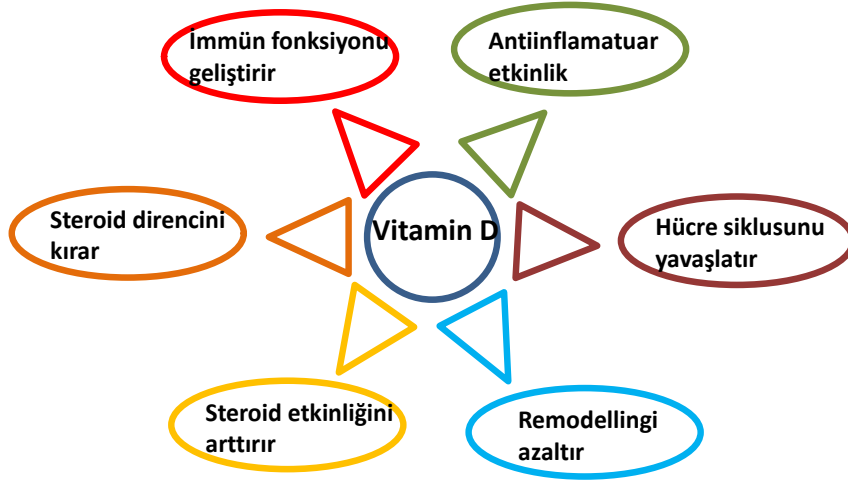 İmmün fonksiyonu
geliştirir
Antiinflamatuar
etkinlik
Steroid direncini
kırar
Vitamin D
Hücre siklusunu
yavaşlatır
Steroid etkinliğini
arttırır
Remodellingi
azaltır